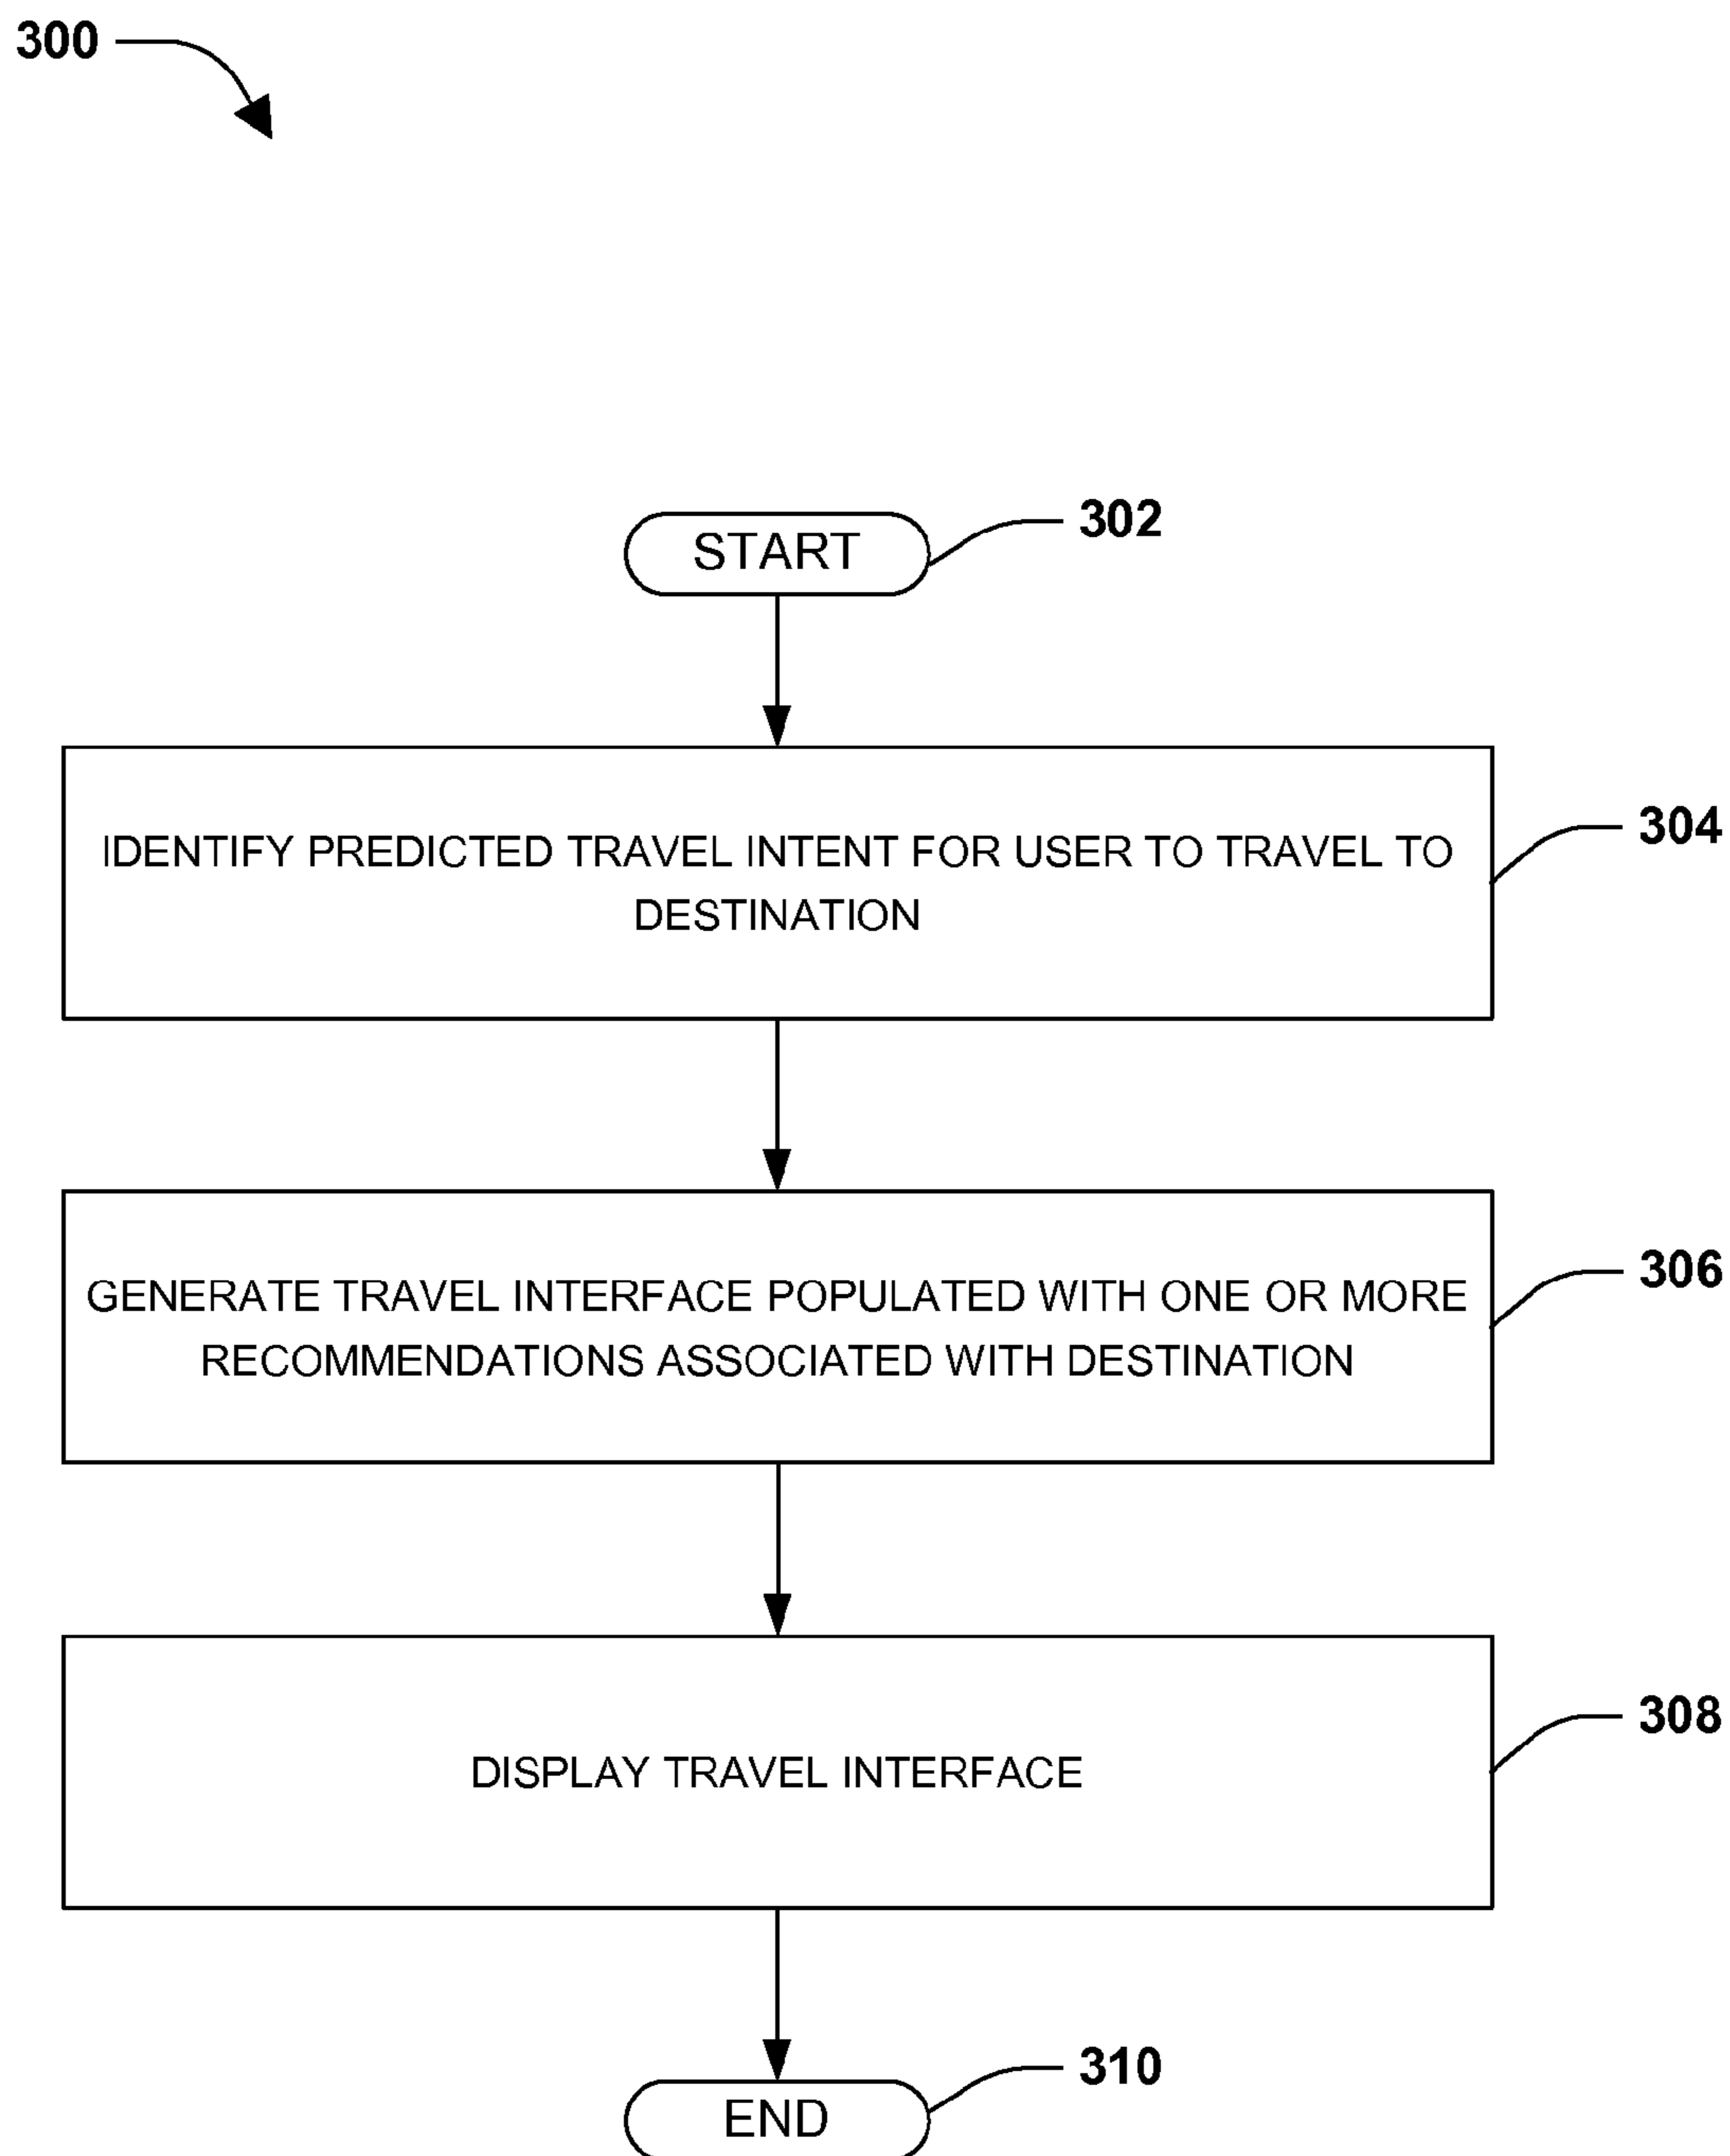 300
START
302
IDENTIFY PREDICTED TRAVEL INTENT FOR USER TO TRAVEL TO
DESTINATION
304
GENERATE TRAVEL INTERFACE POPULATED WITH ONE OR MORE
RECOMMENDATIONS ASSOCIATED WITH DESTINATION
306
DISPLAY TRAVEL INTERFACE
308
END
310